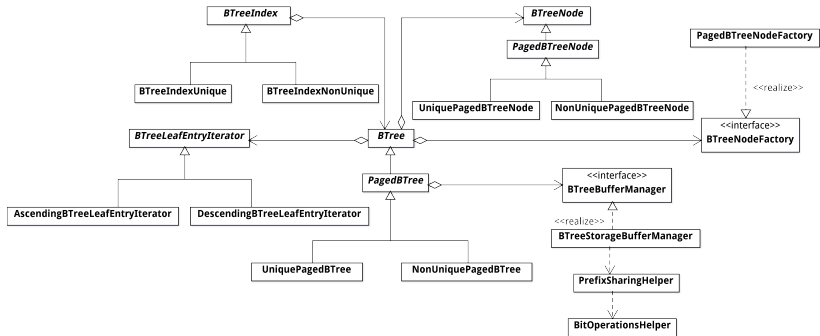 BTreeIndex
BTreeNode
PagedBTreeNodeFactory
PagedBTreeNode
<<realize>>
BTreeIndexUnique
BTreeIndexNonUnique
UniquePagedBTreeNode
NonUniquePagedBTreeNode
<<interface>>
BTreeNodeFactory
BTreeLeafEntryIterator
BTree
PagedBTree
<<interface>>
BTreeBufferManager
AscendingBTreeLeafEntryIterator
DescendingBTreeLeafEntryIterator
<<realize>>
BTreeStorageBufferManager
UniquePagedBTree
NonUniquePagedBTree
PrefixSharingHelper
BitOperationsHelper